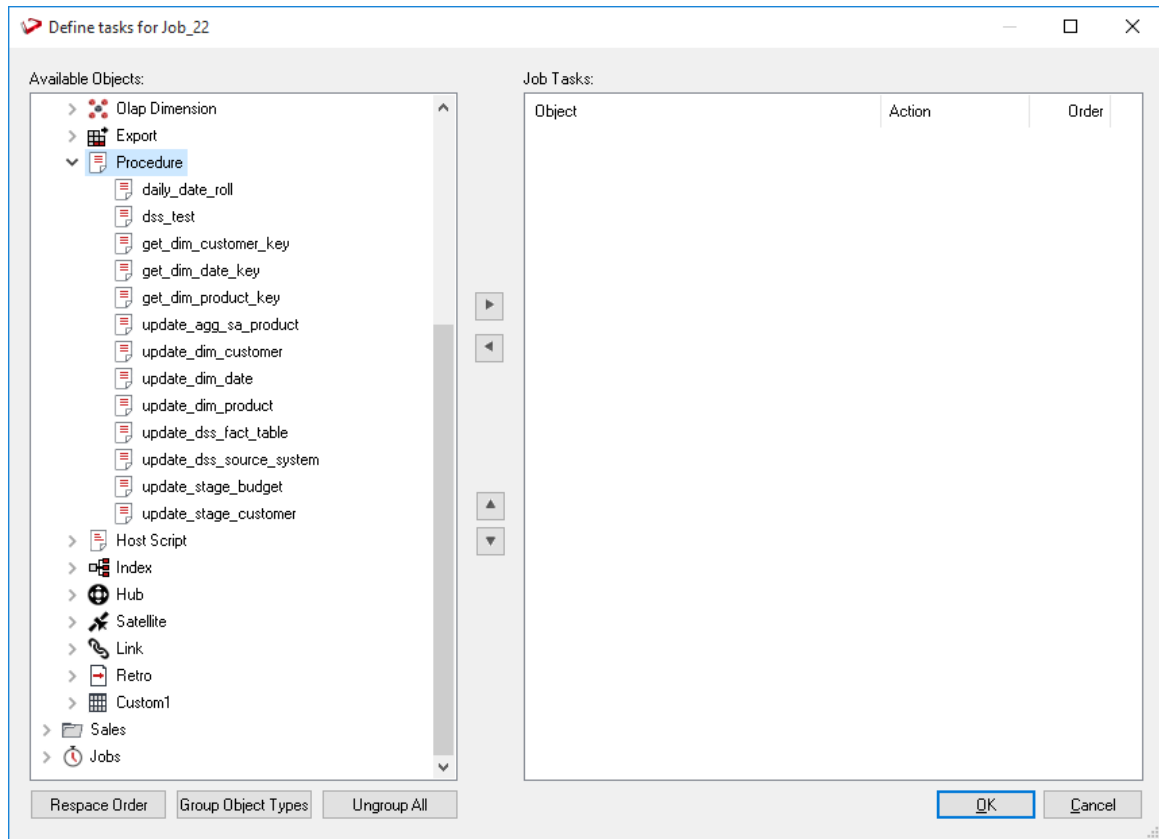 Define tasks for Job_22
Available Objects:
Olap Dimension
Export
Procedure
daily_date_roll
dss_test
get_dim_customer_key
get_dim_date_key
get_dim_product_key
update_agg_sa_product
update_dim_customer
update_dim_date
update_dim_product
update_dss_fact_table
update_dss_source_system
update_stage_budget
update_stage_customer
Host Script
Index
Hub
Satellite
Link
Retro
Custom1
Sales
Jobs
Respace Order Group Object Types Ungroup All
Job Tasks:
Object Action Order
OK Cancel